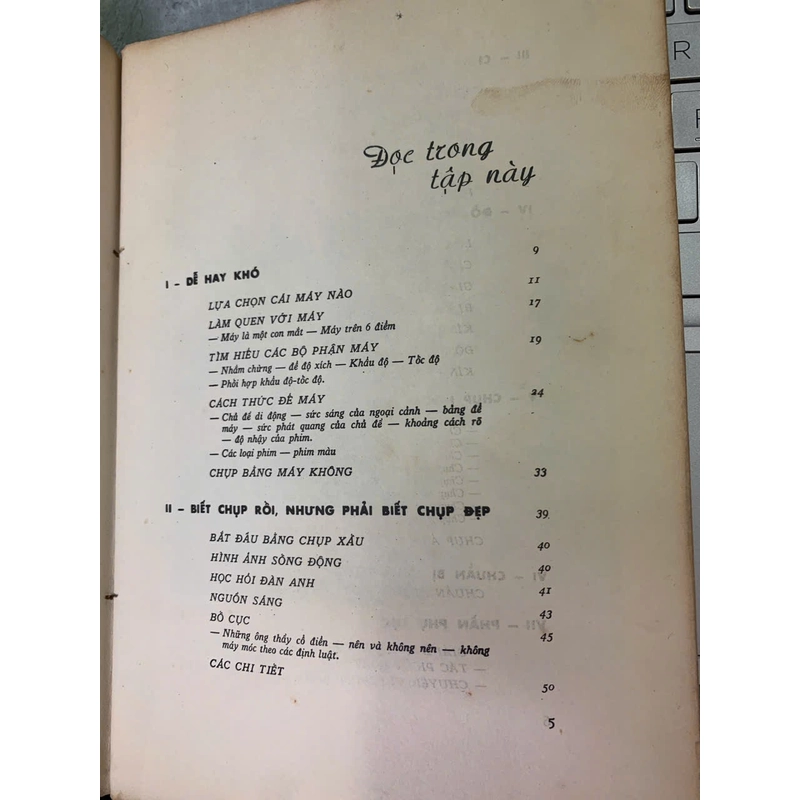 Đọc trong
tập này
I – DỄ HAY KHÓ 9
LỰA CHỌN CÁI MÁY NÀO 11
LÀM QUEN VỚI MÁY 17
— Máy là một con mắt — Máy trên 6 điểm
TÌM HIỂU CÁC BỘ PHẬN MÁY 19
— Nhắm chừng — để độ xích — Khẩu độ — Tốc độ
— Phối hợp khẩu độ-tốc độ.
CÁCH THỨC ĐỂ MÁY 24
— Chủ đề di động — sức sáng của ngoại cảnh — bảng để
máy — sức phát quang của chủ đề — khoảng cách rõ
— độ nhậy của phim.
— Các loại phim — phim màu
CHỤP BẰNG MÁY KHÔNG 33
II – BIẾT CHỤP RỒI, NHƯNG PHẢI BIẾT CHỤP ĐẸP 39
BẮT ĐẦU BẰNG CHỤP XẤU 40
HÌNH ẢNH SỐNG ĐỘNG 40
HỌC HỎI ĐÀN ANH 41
NGUỒN SÁNG 43
BỐ CỤC 45
— Những ông thầy cổ điển — nên và không nên — không
máy móc theo các định luật.
CÁC CHI TIẾT 50
5
R